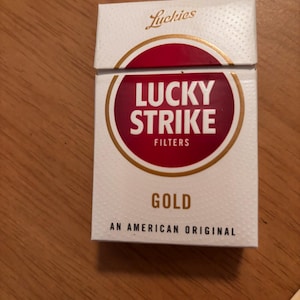 Luckies
LUCKY
STRIKE
FILTERS
GOLD
AN AMERICAN ORIGINAL